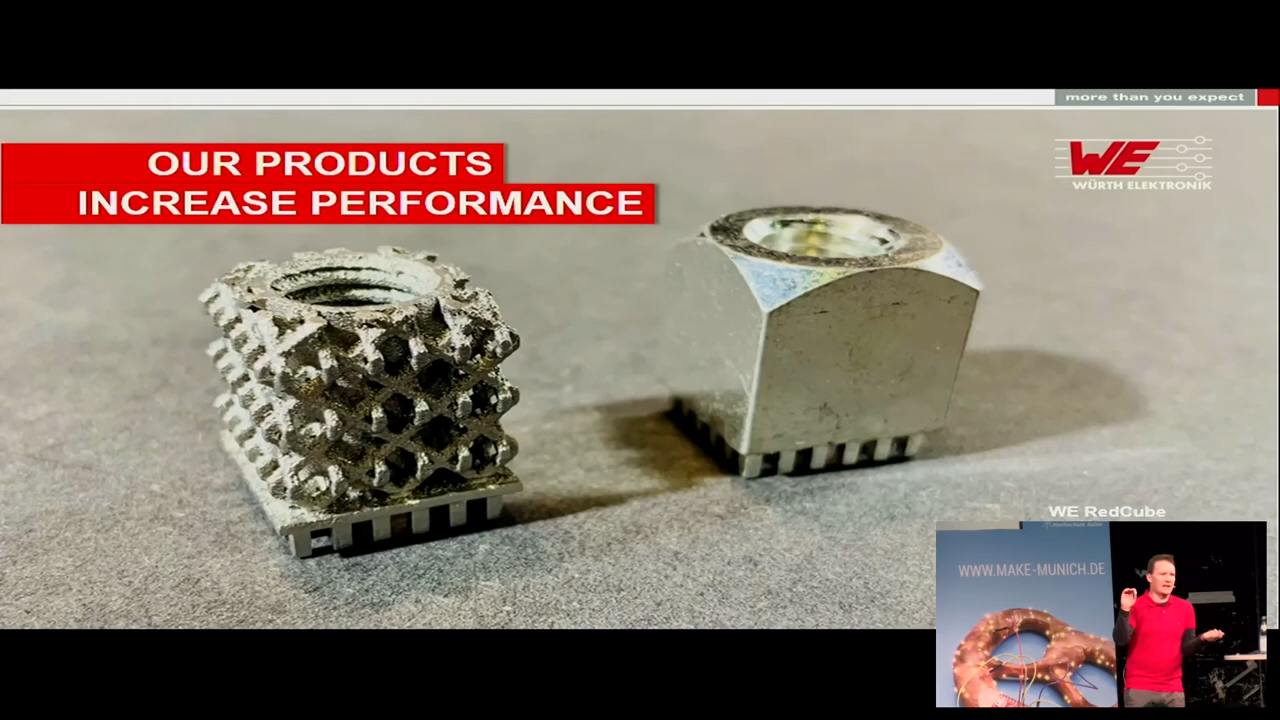 more than you expect
OUR PRODUCTS
INCREASE PERFORMANCE
WE
WÜRTH ELEKTRONIK
WE RedCube
WWW.MAKE-MUNICH.DE